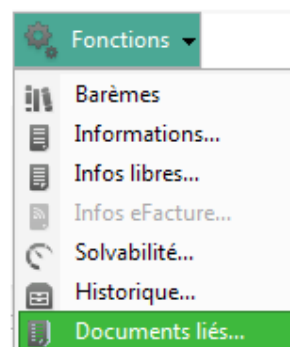 Fonctions
Barèmes
Informations...
Infos libres...
Infos eFacture...
Solvabilité...
Historique...
Documents liés...